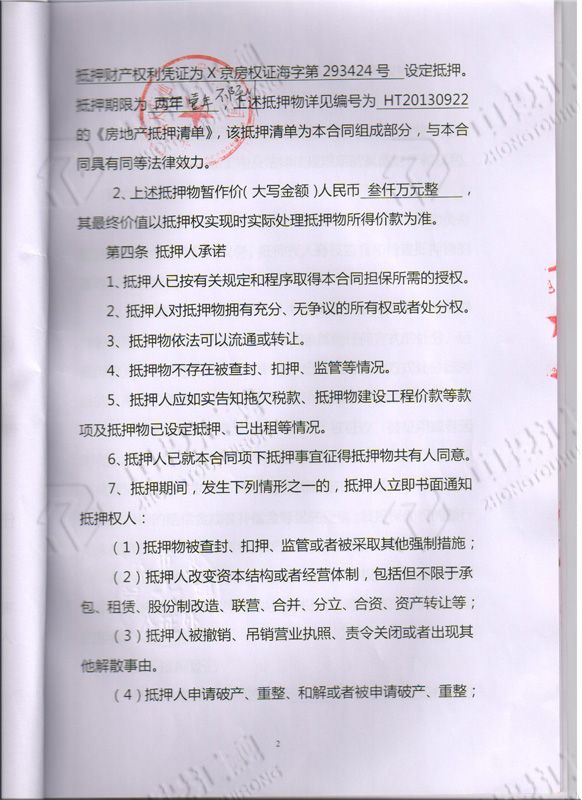 抵押财产权利凭证为 X 京房权证海字第 293424 号 设定抵押。
抵押期限为 两年 ，上述抵押物详见编号为 HT20130922
的《房地产抵押清单》，该抵押清单为本合同组成部分，与本合
同具有同等法律效力。
2、上述抵押物暂作价(大写金额)人民币 叁仟万元整 ，
其最终价值以抵押权实现时实际处理抵押物所得价款为准。
第四条 抵押人承诺
1、抵押人已按有关规定和程序取得本合同担保所需的授权。
2、抵押人对抵押物拥有充分、无争议的所有权或者处分权。
3、抵押物依法可以流通或转让。
4、抵押物不存在被查封、扣押、监管等情况。
5、抵押人应如实告知拖欠税款、抵押物建设工程价款等款
项及抵押物已设定抵押、已出租等情况。
6、抵押人已就本合同项下抵押事宜征得抵押物共有人同意。
7、抵押期间，发生下列情形之一的，抵押人立即书面通知
抵押权人：
（1）抵押物被查封、扣押、监管或者被采取其他强制措施；
（2）抵押人改变资本结构或者经营体制，包括但不限于承
包、租赁、股份制改造、联营、合并、分立、合资、资产转让等；
（3）抵押人被撤销、吊销营业执照、责令关闭或者出现其
他解散事由。
（4）抵押人申请破产、重整、和解或者被申请破产、重整；
2